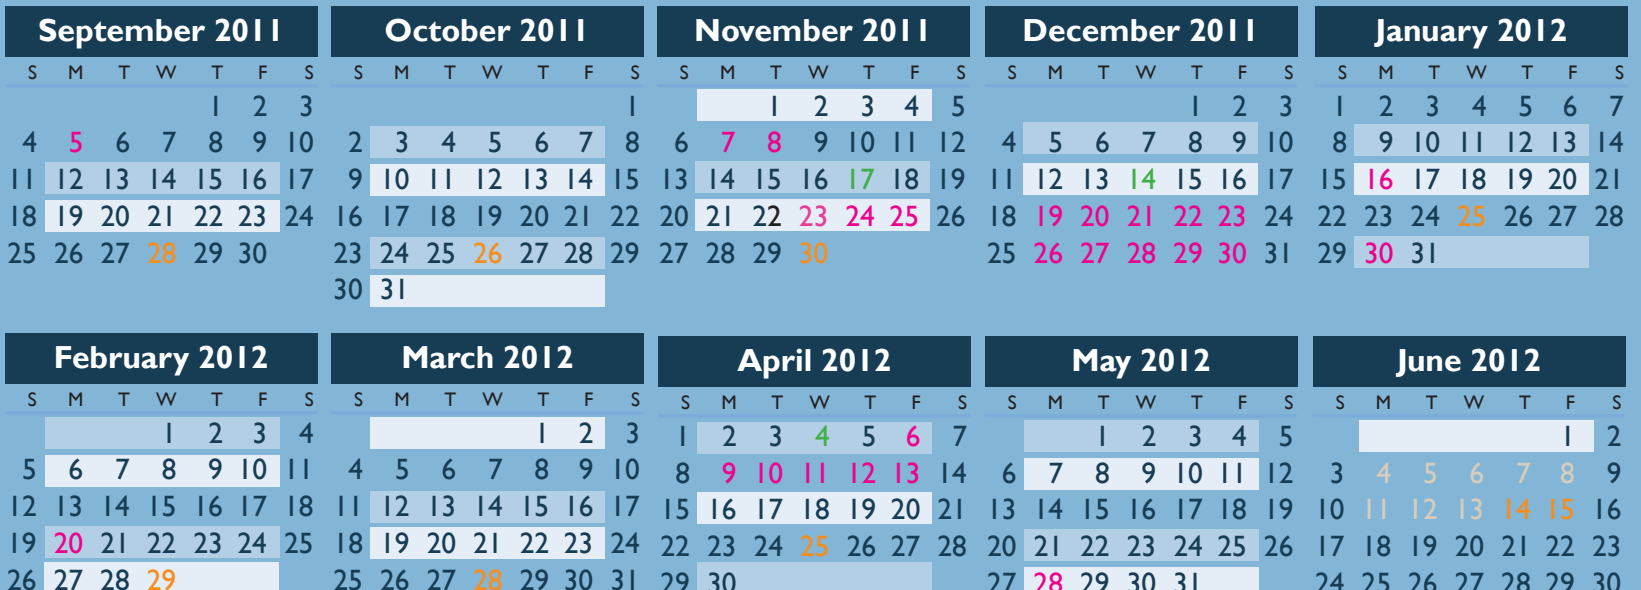 September 2011
S M T W T F S
1 2 3
4 5 6 7 8 9 10
11 12 13 14 15 16 17
18 19 20 21 22 23 24
25 26 27 28 29 30
October 2011
S M T W T F S
1
2 3 4 5 6 7 8
9 10 11 12 13 14 15
16 17 18 19 20 21 22
23 24 25 26 27 28 29
30 31
November 2011
S M T W T F S
1 2 3 4 5
6 7 8 9 10 11 12
13 14 15 16 17 18 19
20 21 22 23 24 25 26
27 28 29 30
December 2011
S M T W T F S
1 2 3
4 5 6 7 8 9 10
11 12 13 14 15 16 17
18 19 20 21 22 23 24
25 26 27 28 29 30 31
January 2012
S M T W T F S
1 2 3 4 5 6 7
8 9 10 11 12 13 14
15 16 17 18 19 20 21
22 23 24 25 26 27 28
29 30 31
February 2012
S M T W T F S
1 2 3 4
5 6 7 8 9 10 11
12 13 14 15 16 17 18
19 20 21 22 23 24 25
26 27 28 29
March 2012
S M T W T F S
1 2 3
4 5 6 7 8 9 10
11 12 13 14 15 16 17
18 19 20 21 22 23 24
25 26 27 28 29 30 31
April 2012
S M T W T F S
1 2 3 4 5 6 7
8 9 10 11 12 13 14
15 16 17 18 19 20 21
22 23 24 25 26 27 28
29 30
May 2012
S M T W T F S
1 2 3 4 5
6 7 8 9 10 11 12
13 14 15 16 17 18 19
20 21 22 23 24 25 26
27 28 29 30 31
June 2012
S M T W T F S
1 2
3 4 5 6 7 8 9
10 11 12 13 14 15 16
17 18 19 20 21 22 23
24 25 26 27 28 29 30